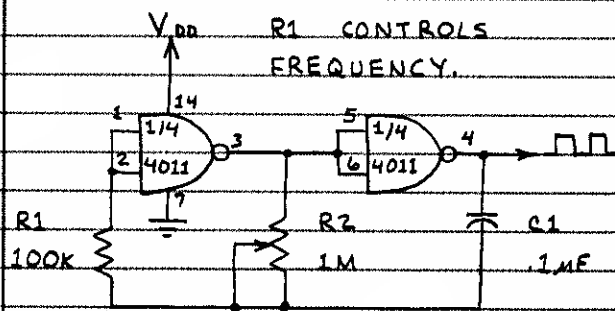 VDD R1 CONTROLS
FREQUENCY.
14
1 1/4 3 5 1/4 4
2 4011 6 4011
7
R1 R2 C1
100K 1M .1µF